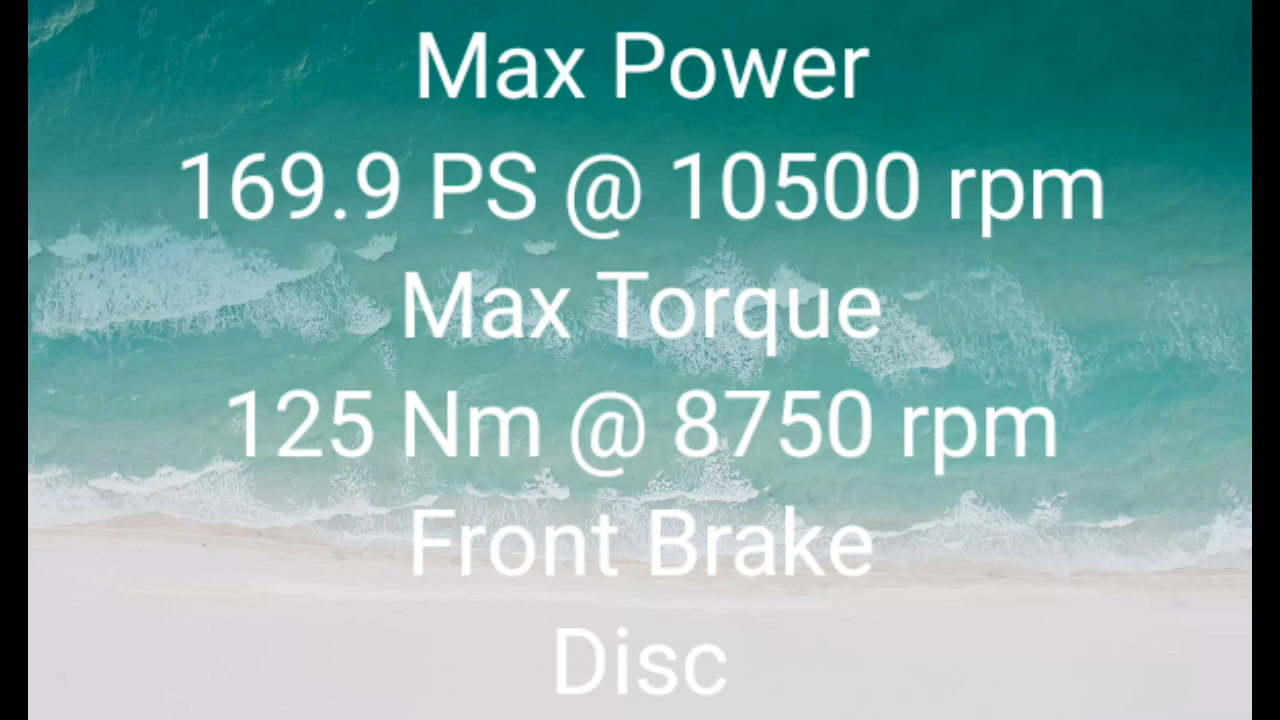 Max Power
169.9 PS @ 10500 rpm
Max Torque
125 Nm @ 8750 rpm
Front Brake
Disc